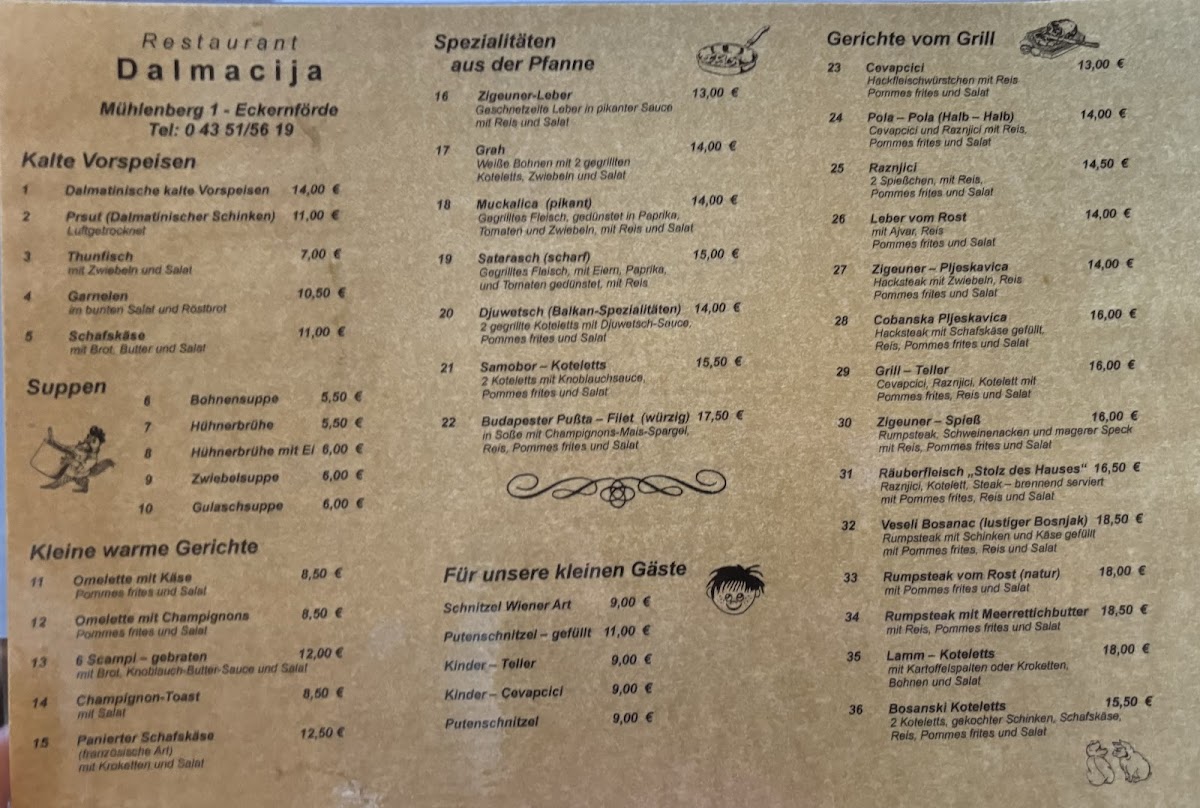 Restaurant
Dalmacija
Mühlenberg 1 - Eckernförde
Tel: 0 43 51/56 19
Kalte Vorspeisen
1 Dalmatinische kalte Vorspeisen 14,00 €
2 Prsut (Dalmatinischer Schinken) 11,00 €
Luftgetrocknet
3 Thunfisch 7,00 €
mit Zwiebeln und Salat
4 Garnelen 10,50 €
im bunten Salat und Röstbrot
5 Schafskäse 11,00 €
mit Brot, Butter und Salat
Suppen
6 Bohnensuppe 5,50 €
7 Hühnerbrühe 5,50 €
8 Hühnerbrühe mit Ei 6,00 €
9 Zwiebelsuppe 6,00 €
10 Gulaschsuppe 6,00 €
Kleine warme Gerichte
11 Omelette mit Käse 8,50 €
Pommes frites und Salat
12 Omelette mit Champignons 8,50 €
Pommes frites und Salat
13 6 Scampi – gebraten 12,00 €
mit Brot, Knoblauch-Butter-Sauce und Salat
14 Champignon-Toast 8,50 €
mit Salat
15 Panierter Schafskäse 12,50 €
(französische Art)
mit Kroketten und Salat
Spezialitäten
aus der Pfanne
16 Zigeuner-Leber 13,00 €
Geschnetzelte Leber in pikanter Sauce
mit Reis und Salat
17 Grah 14,00 €
Weiße Bohnen mit 2 gegrillten
Koteletts, Zwiebeln und Salat
18 Muckalica (pikant) 14,00 €
Gegrilltes Fleisch, gedünstet in Paprika,
Tomaten und Zwiebeln, mit Reis und Salat
19 Satarasch (scharf) 15,00 €
Gegrilltes Fleisch, mit Eiern, Paprika,
und Tomaten gedünstet, mit Reis
20 Djuwetsch (Balkan-Spezialitäten) 14,00 €
2 gegrillte Koteletts mit Djuwetsch-Sauce,
Pommes frites und Salat
21 Samobor – Koteletts 15,50 €
2 Koteletts mit Knoblauchsauce,
Pommes frites und Salat
22 Budapester Pußta – Filet (würzig) 17,50 €
in Soße mit Champignons-Mais-Spargel,
Reis, Pommes frites und Salat
Für unsere kleinen Gäste
Schnitzel Wiener Art 9,00 €
Putenschnitzel – gefüllt 11,00 €
Kinder – Teller 9,00 €
Kinder – Cevapcici 9,00 €
Putenschnitzel 9,00 €
Gerichte vom Grill
23 Cevapcici 13,00 €
Hackfleischwürstchen mit Reis
Pommes frites und Salat
24 Pola – Pola (Halb – Halb) 14,00 €
Cevapcici und Raznjici mit Reis,
Pommes frites und Salat
25 Raznjici 14,50 €
2 Spießchen, mit Reis,
Pommes frites und Salat
26 Leber vom Rost 14,00 €
mit Ajvar, Reis
Pommes frites und Salat
27 Zigeuner – Pljeskavica 14,00 €
Hacksteak mit Zwiebeln, Reis
Pommes frites und Salat
28 Cobanska Pljeskavica 16,00 €
Hacksteak mit Schafskäse gefüllt,
Reis, Pommes frites und Salat
29 Grill – Teller 16,00 €
Cevapcici, Raznjici, Kotelett mit
Pommes frites, Reis und Salat
30 Zigeuner – Spieß 16,00 €
Rumpsteak, Schweinenacken und magerer Speck
mit Reis, Pommes frites und Salat
31 Räuberfleisch „Stolz des Hauses“ 16,50 €
Raznjici, Kotelett, Steak – brennend serviert
mit Pommes frites, Reis und Salat
32 Veseli Bosanac (lustiger Bosnjak) 18,50 €
Rumpsteak mit Schinken und Käse gefüllt
mit Pommes frites, Reis und Salat
33 Rumpsteak vom Rost (natur) 18,00 €
mit Pommes frites und Salat
34 Rumpsteak mit Meerrettichbutter 18,50 €
mit Reis, Pommes frites und Salat
35 Lamm – Koteletts 18,00 €
mit Kartoffelspalten oder Kroketten,
Bohnen und Salat
36 Bosanski Koteletts 15,50 €
2 Koteletts, gekochter Schinken, Schafskäse,
Reis, Pommes frites und Salat